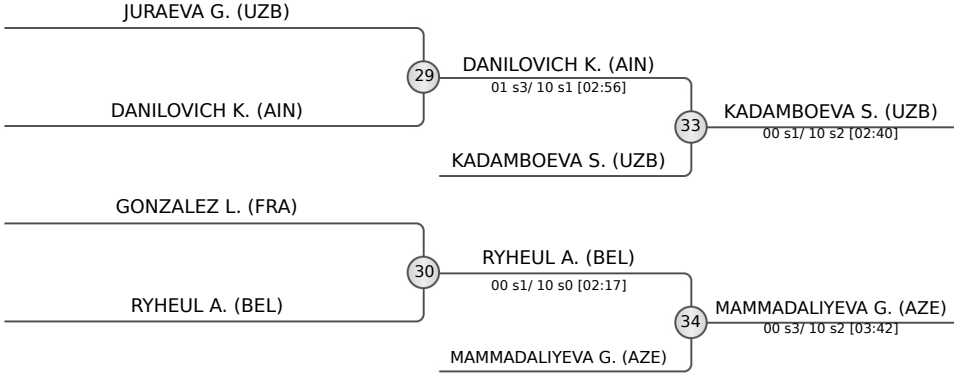 JURAEVA G. (UZB)
29
DANILOVICH K. (AIN)
01 s3/ 10 s1 [02:56]
DANILOVICH K. (AIN)
33
KADAMBOEVA S. (UZB)
00 s1/ 10 s2 [02:40]
KADAMBOEVA S. (UZB)
GONZALEZ L. (FRA)
30
RYHEUL A. (BEL)
00 s1/ 10 s0 [02:17]
RYHEUL A. (BEL)
34
MAMMADALIYEVA G. (AZE)
00 s3/ 10 s2 [03:42]
MAMMADALIYEVA G. (AZE)